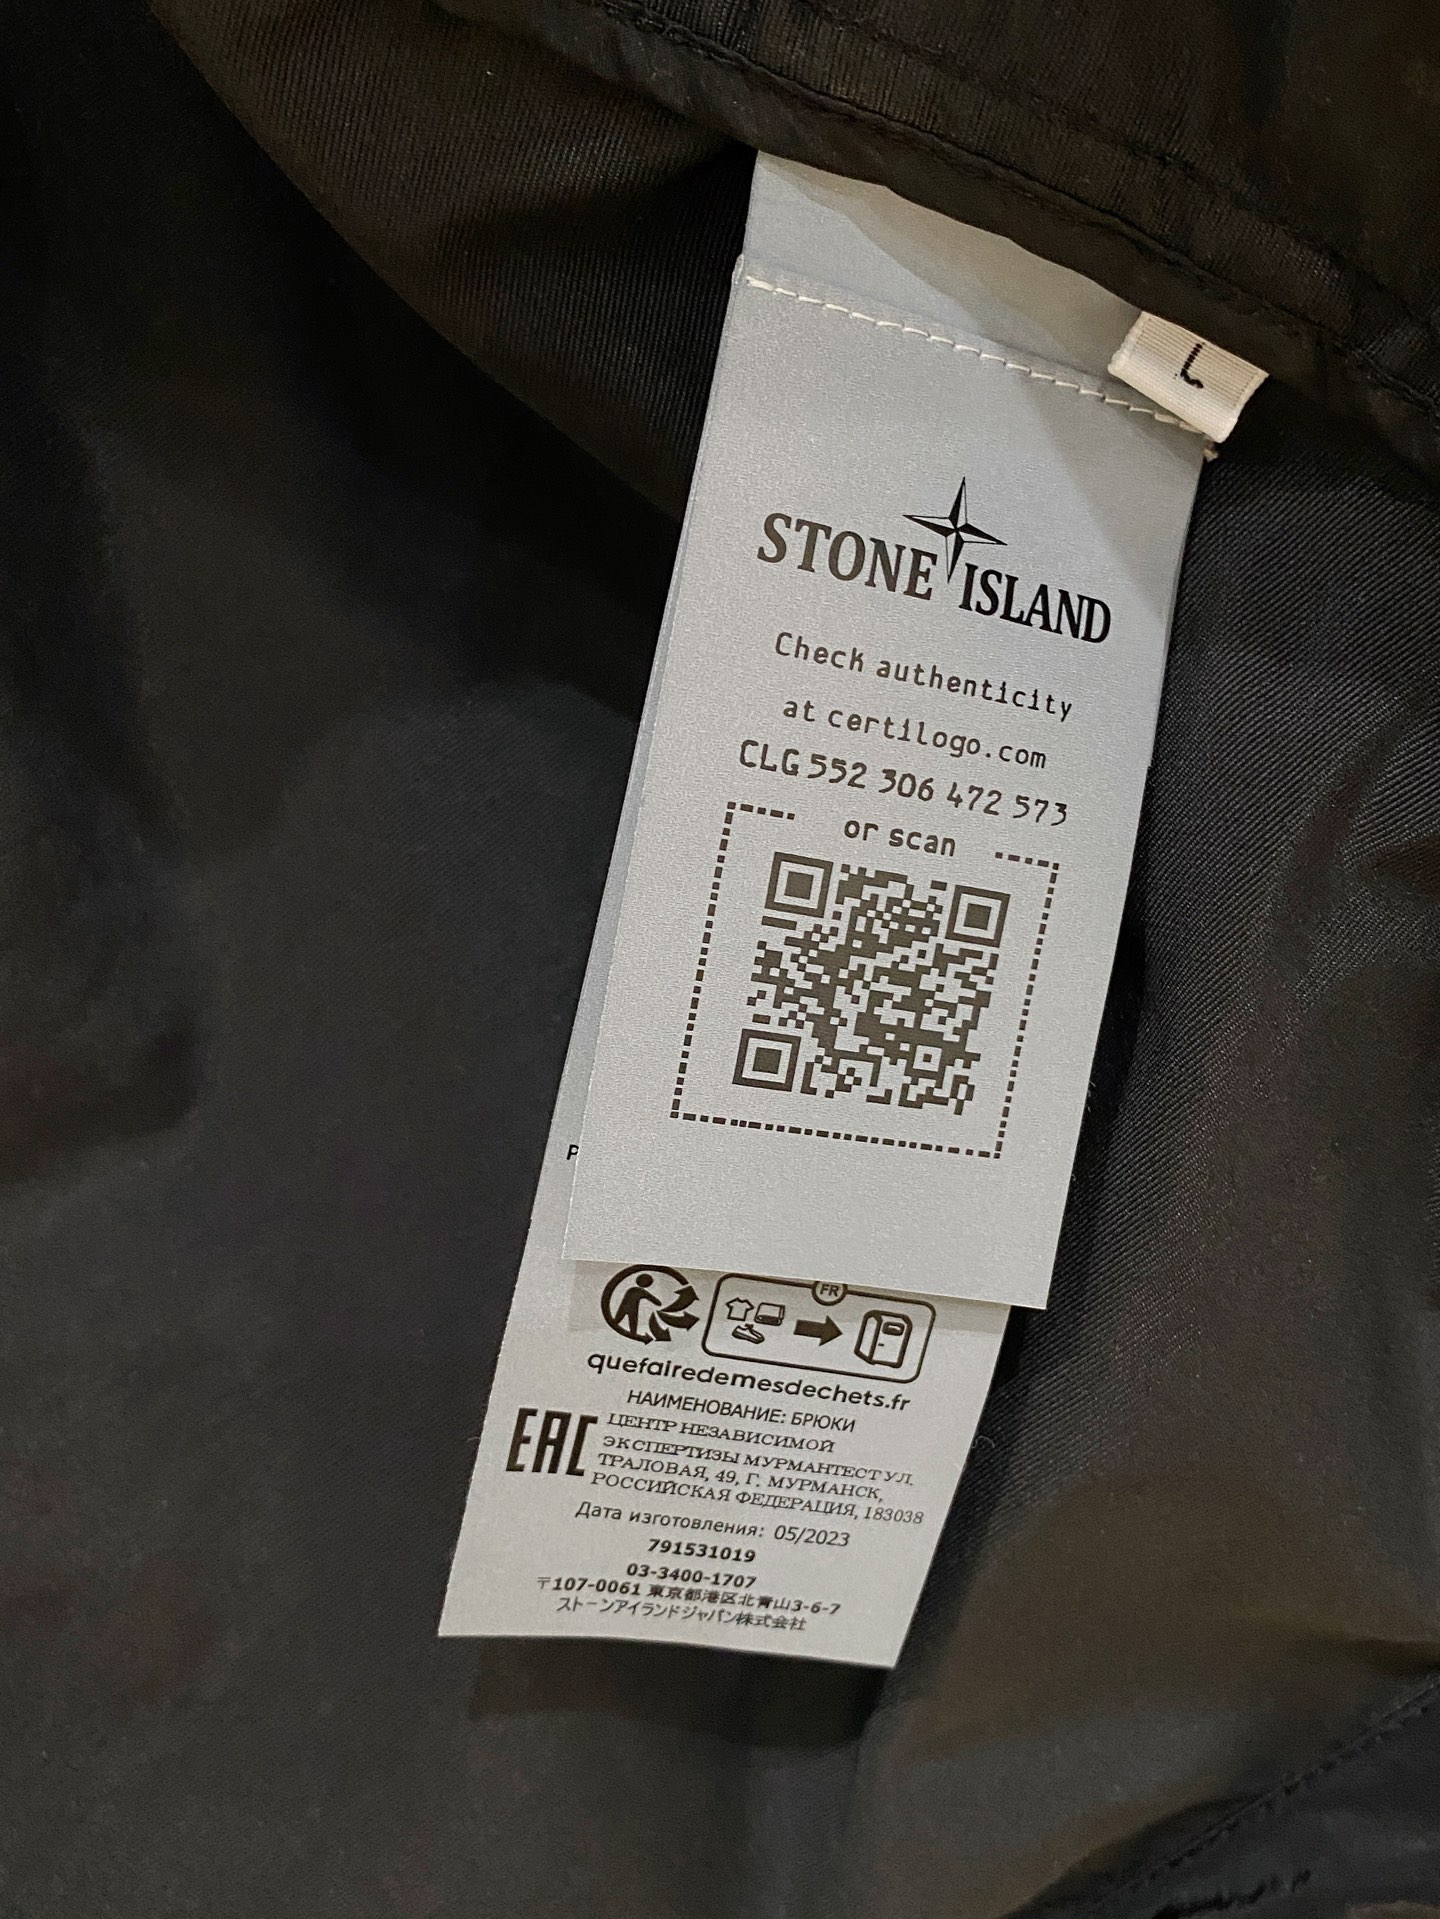 L
STONE ISLAND
Check authenticity
at certilogo.com
CLG 552 306 472 573
or scan
P
FR
quefairedemesdechets.fr
НАИМЕНОВАНИЕ: БРЮКИ
EAC
ЦЕНТР НЕЗАВИСИМОЙ
ЭКСПЕРТИЗЫ МУРМАНТЕСТ УЛ.
ТРАЛОВАЯ, 49, Г. МУРМАНСК,
РОССИЙСКАЯ ФЕДЕРАЦИЯ, 183038
Дата изготовления: 05/2023
791531019
03-3400-1707
〒107-0061 東京都港区北青山3-6-7
ストーンアイランドジャパン株式会社